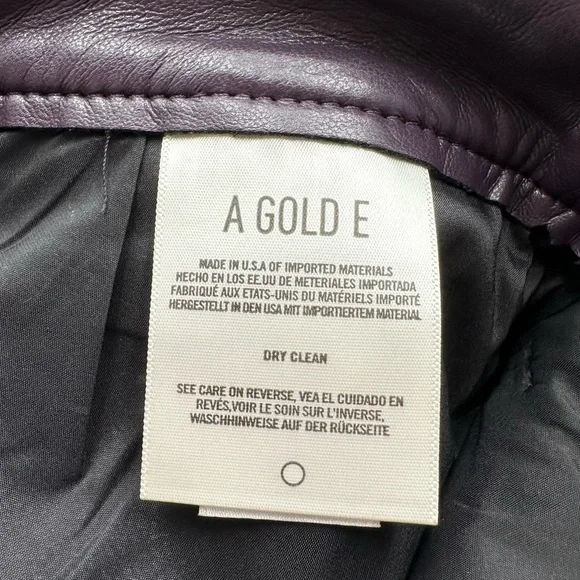 A GOLD E
MADE IN U.S.A OF IMPORTED MATERIALS
HECHO EN LOS EE.UU DE METERIALES IMPORTADA
FABRIQUÉ AUX ETATS-UNIS DU MATÉRIELS IMPORTÉ
HERGESTELLT IN DEN USA MIT IMPORTIERTEM MATERIAL
DRY CLEAN
SEE CARE ON REVERSE, VEA EL CUIDADO EN
REVÉS,VOIR LE SOIN SUR L'INVERSE,
WASCHHINWEISE AUF DER RÜCKSEITE